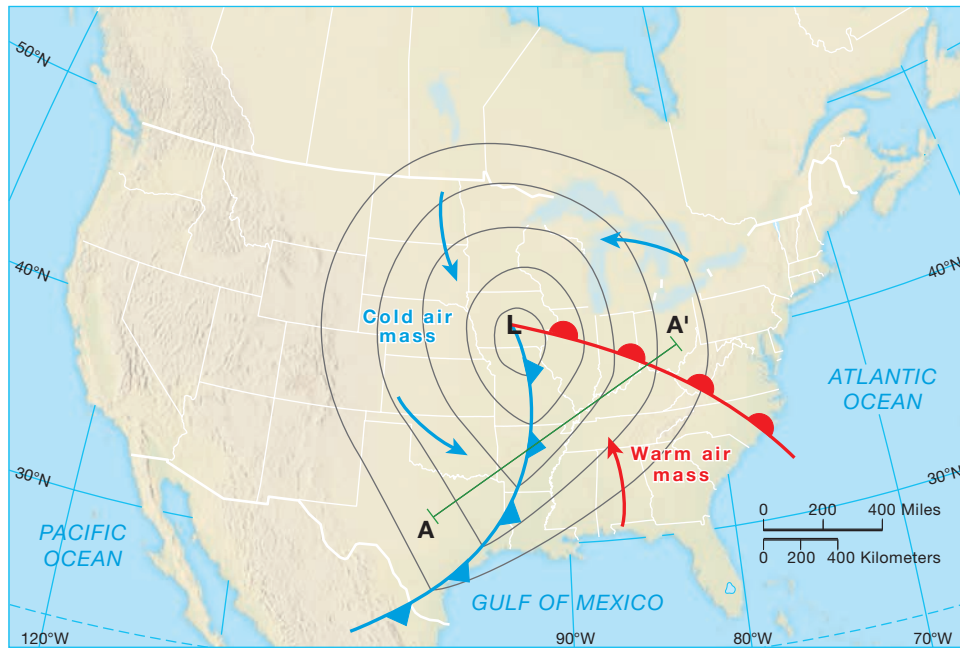 50°N
40°N
30°N
120°W
PACIFIC
OCEAN
Cold air
mass
L
A'
A
Warm air
mass
GULF OF MEXICO
ATLANTIC
OCEAN
40°N
30°N
0 200 400 Miles
0 200 400 Kilometers
90°W
80°W
70°W